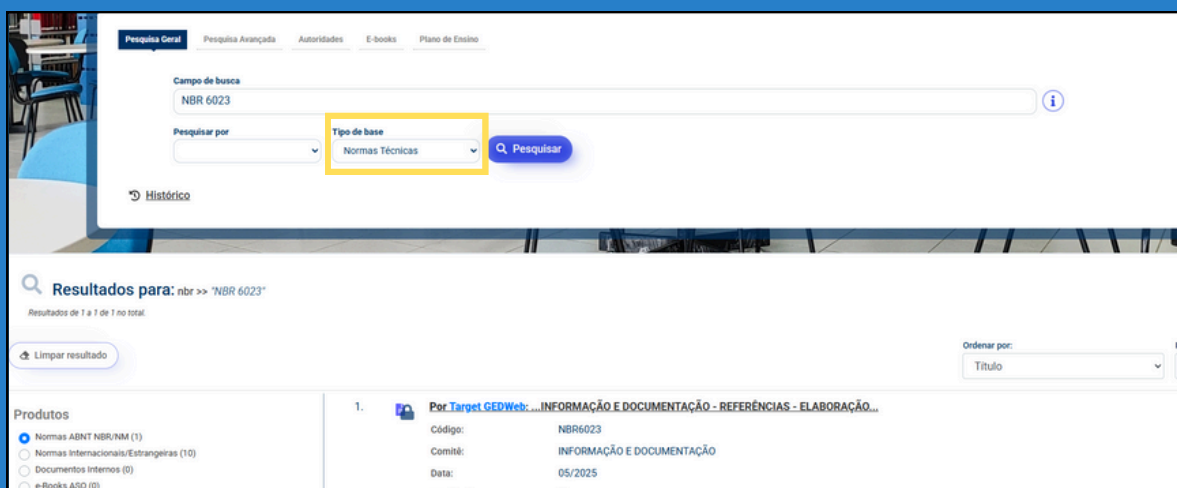 Pesquisa Geral Pesquisa Avançada Autoridades E-books Plano de Ensino
Campo de busca
NBR 6023
Pesquisar por Tipo de base
Normas Técnicas Pesquisar
Histórico
Resultados para: nbr >> "NBR 6023"
Resultados de 1 a 1 de 1 no total.
Limpar resultado
Ordenar por:
Título
Produtos
Normas ABNT NBR/NM (1)
Normas Internacionais/Estrangeiras (10)
Documentos Internos (0)
e-Books ASQ (0)
1. Por Target GEDWeb: ...INFORMAÇÃO E DOCUMENTAÇÃO - REFERÊNCIAS - ELABORAÇÃO...
Código: NBR6023
Comitê: INFORMAÇÃO E DOCUMENTAÇÃO
Data: 05/2025